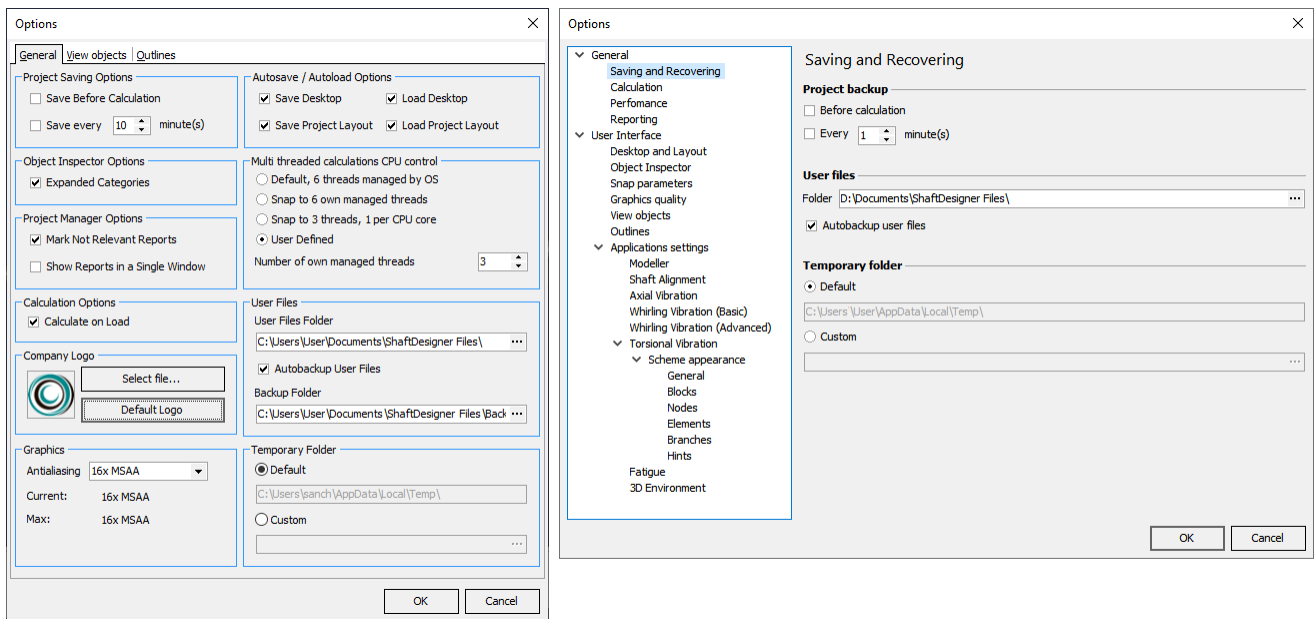 Options
General View objects Outlines
Project Saving Options
Save Before Calculation
Save every 10 minute(s)
Autosave / Autoload Options
Save Desktop Load Desktop
Save Project Layout Load Project Layout
Object Inspector Options
Expanded Categories
Multi threaded calculations CPU control
Default, 6 threads managed by OS
Snap to 6 own managed threads
Snap to 3 threads, 1 per CPU core
User Defined
Number of own managed threads 3
Project Manager Options
Mark Not Relevant Reports
Show Reports in a Single Window
Calculation Options
Calculate on Load
User Files
User Files Folder
C:\Users\User\Documents\ShaftDesigner Files\ ...
Autobackup User Files
Backup Folder
C:\Users\User\Documents\ShaftDesigner Files\Back ...
Company Logo
Select file...
Default Logo
Graphics
Antialiasing 16x MSAA
Current: 16x MSAA
Max: 16x MSAA
Temporary Folder
Default
C:\Users\sanch\AppData\Local\Temp\
Custom
...
OK Cancel
Options
General
Saving and Recovering
Calculation
Perfomance
Reporting
User Interface
Desktop and Layout
Object Inspector
Snap parameters
Graphics quality
View objects
Outlines
Applications settings
Modeller
Shaft Alignment
Axial Vibration
Whirling Vibration (Basic)
Whirling Vibration (Advanced)
Torsional Vibration
Scheme appearance
General
Blocks
Nodes
Elements
Branches
Hints
Fatigue
3D Environment
Saving and Recovering
Project backup
Before calculation
Every 1 minute(s)
User files
Folder D:\Documents\ShaftDesigner Files\ ...
Autobackup user files
Temporary folder
Default
C:\Users \User\AppData\Local\Temp\
Custom
...
OK Cancel